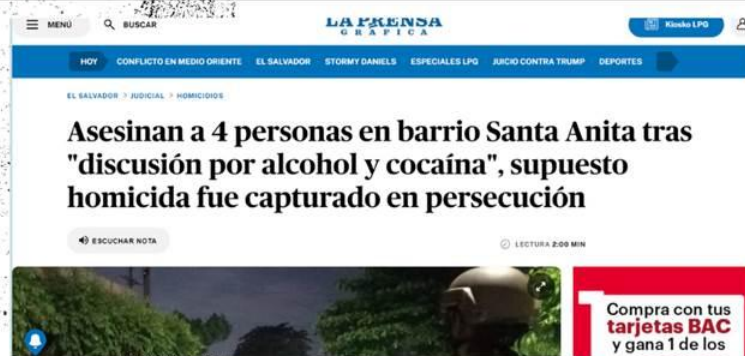 MENÚ
BUSCAR
LA PRENSA
GRÁFICA
Kiosko LPG
HOY CONFLICTO EN MEDIO ORIENTE EL SALVADOR STORMY DANIELS ESPECIALES LPG JUICIO CONTRA TRUMP DEPORTES
EL SALVADOR > JUDICIAL > HOMICIDIOS
Asesinan a 4 personas en barrio Santa Anita tras
"discusión por alcohol y cocaína", supuesto
homicida fue capturado en persecución
ESCUCHAR NOTA
LECTURA 2:00 MIN
Compra con tus
tarjetas BAC
y gana 1 de los